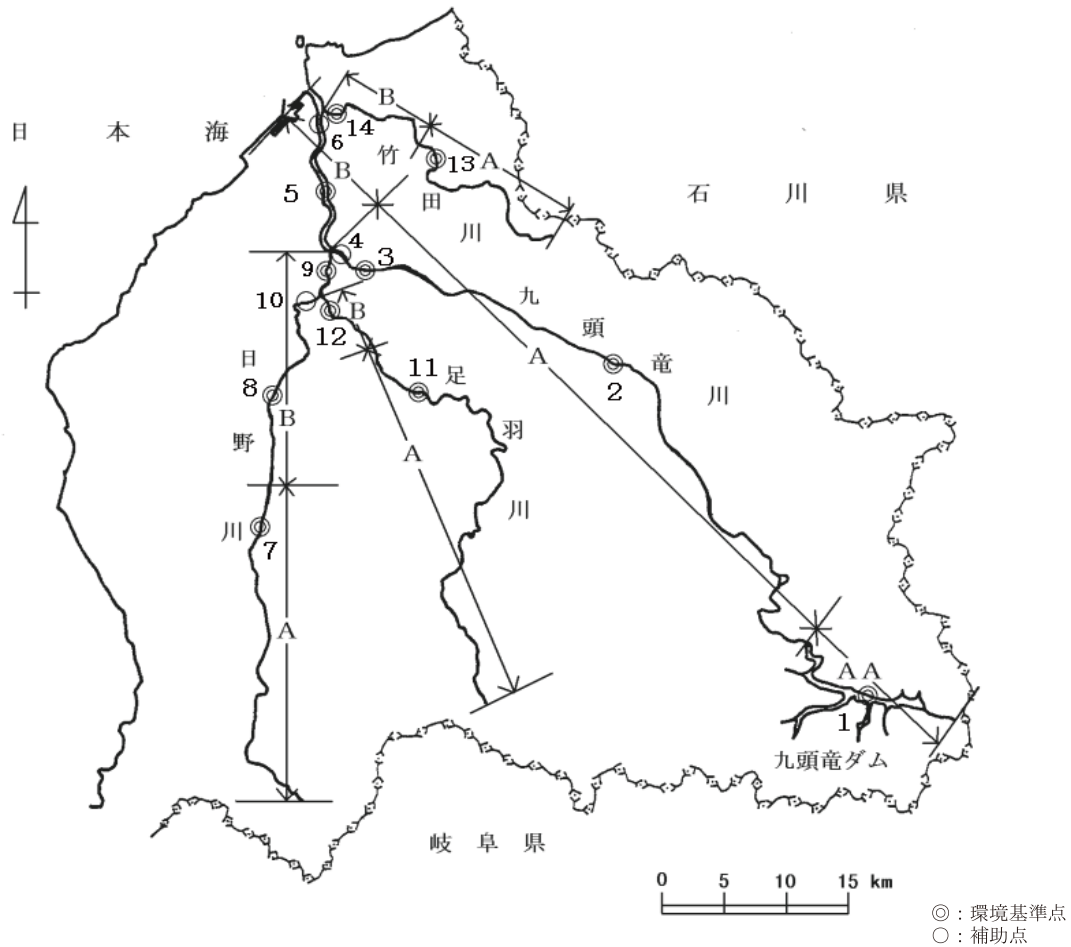 日本海
石川県
岐阜県
竹田川
九頭竜川
足羽川
日野川
九頭竜ダム
B
A
B
A
B
B
A
A
A A
1
2
3
4
5
6
7
8
9
10
11
12
13
14
0 5 10 15 km
◎：環境基準点
○：補助点